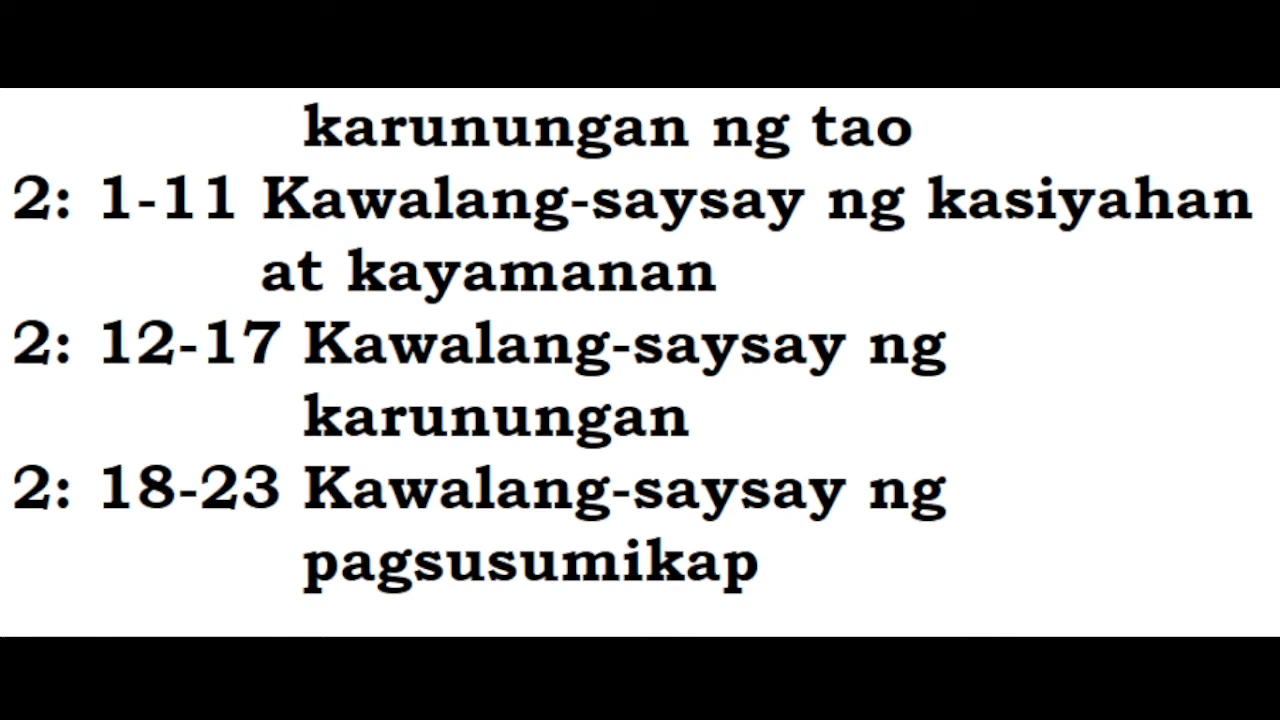 karunungan ng tao
2: 1-11 Kawalang-saysay ng kasiyahan
at kayamanan
2: 12-17 Kawalang-saysay ng
karunungan
2: 18-23 Kawalang-saysay ng
pagsusumikap